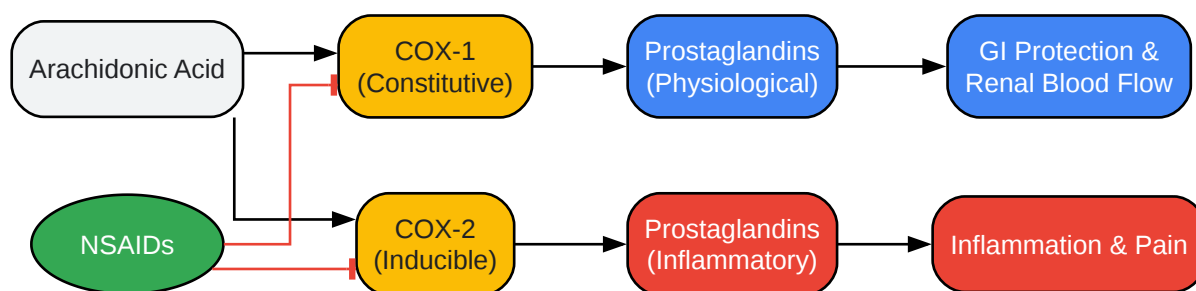 Arachidonic Acid
COX-1
(Constitutive)
Prostaglandins
(Physiological)
GI Protection &
Renal Blood Flow
NSAIDs
COX-2
(Inducible)
Prostaglandins
(Inflammatory)
Inflammation & Pain